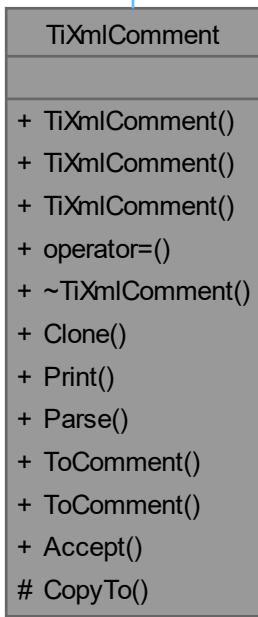 TiXmlComment
+ TiXmlComment()
+ TiXmlComment()
+ TiXmlComment()
+ operator=()
+ ~TiXmlComment()
+ Clone()
+ Print()
+ Parse()
+ ToComment()
+ ToComment()
+ Accept()
# CopyTo()